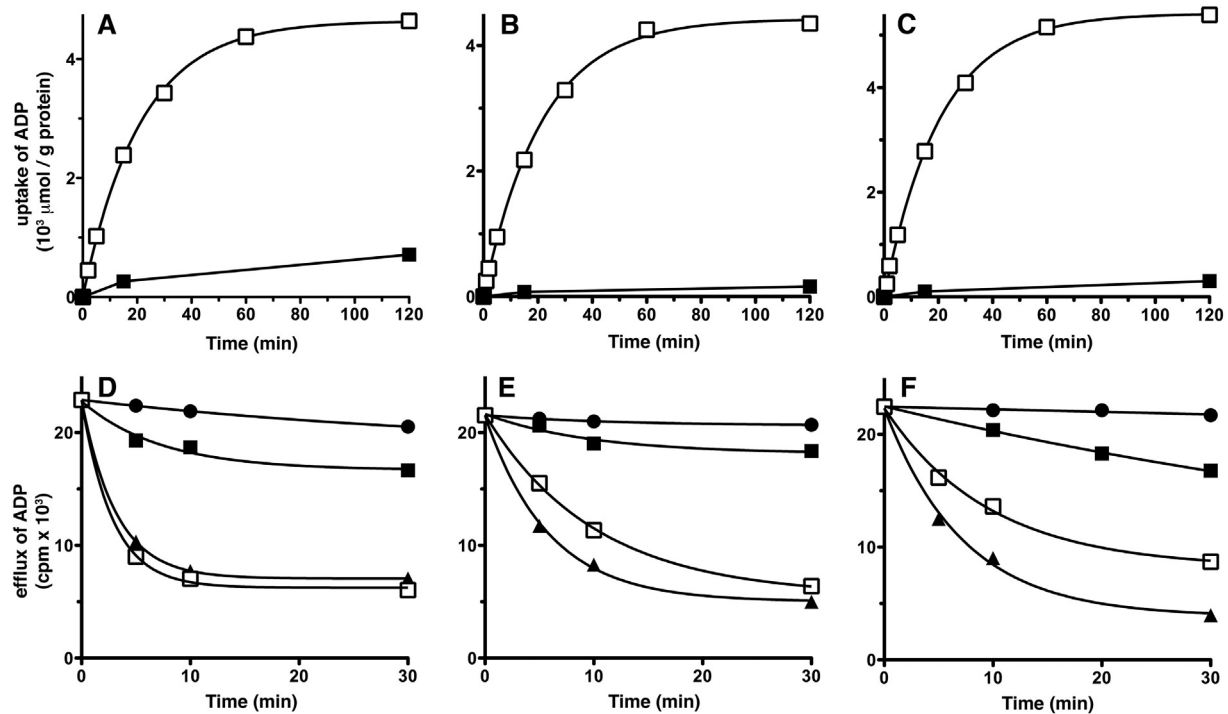 A
B
C
uptake of ADP
(10³ μmol / g protein)
4
2
0
4
2
0
4
2
0
0 20 40 60 80 100 120
0 20 40 60 80 100 120
0 20 40 60 80 100 120
Time (min)
Time (min)
Time (min)
D
E
F
efflux of ADP
(cpm x 10³)
20
10
0
20
10
0
20
10
0
0 10 20 30
0 10 20 30
0 10 20 30
Time (min)
Time (min)
Time (min)